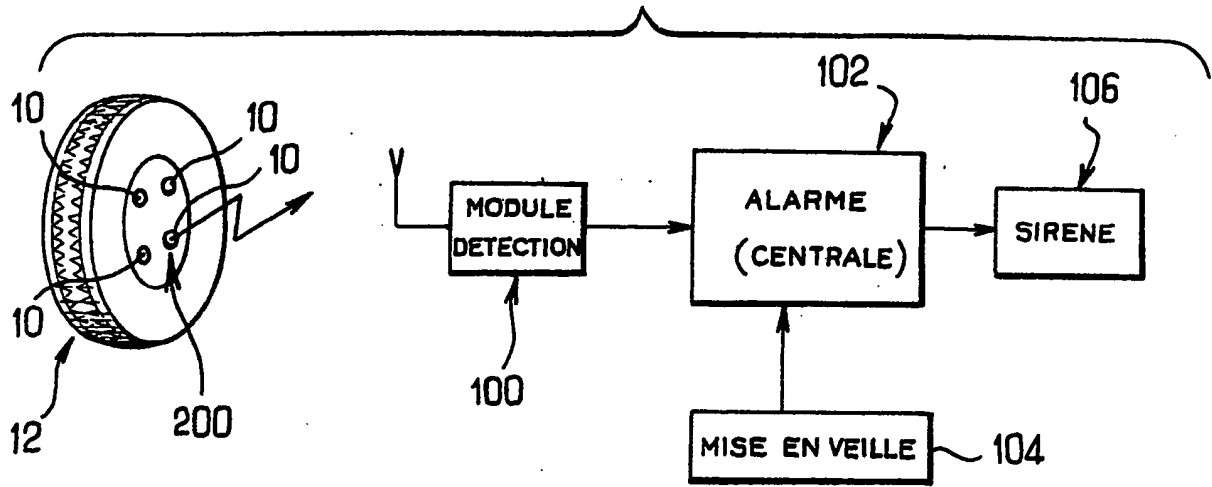 10
10
10
10
12
200
MODULE
DETECTION
100
102
ALARME
(CENTRALE)
106
SIRENE
MISE EN VEILLE
104